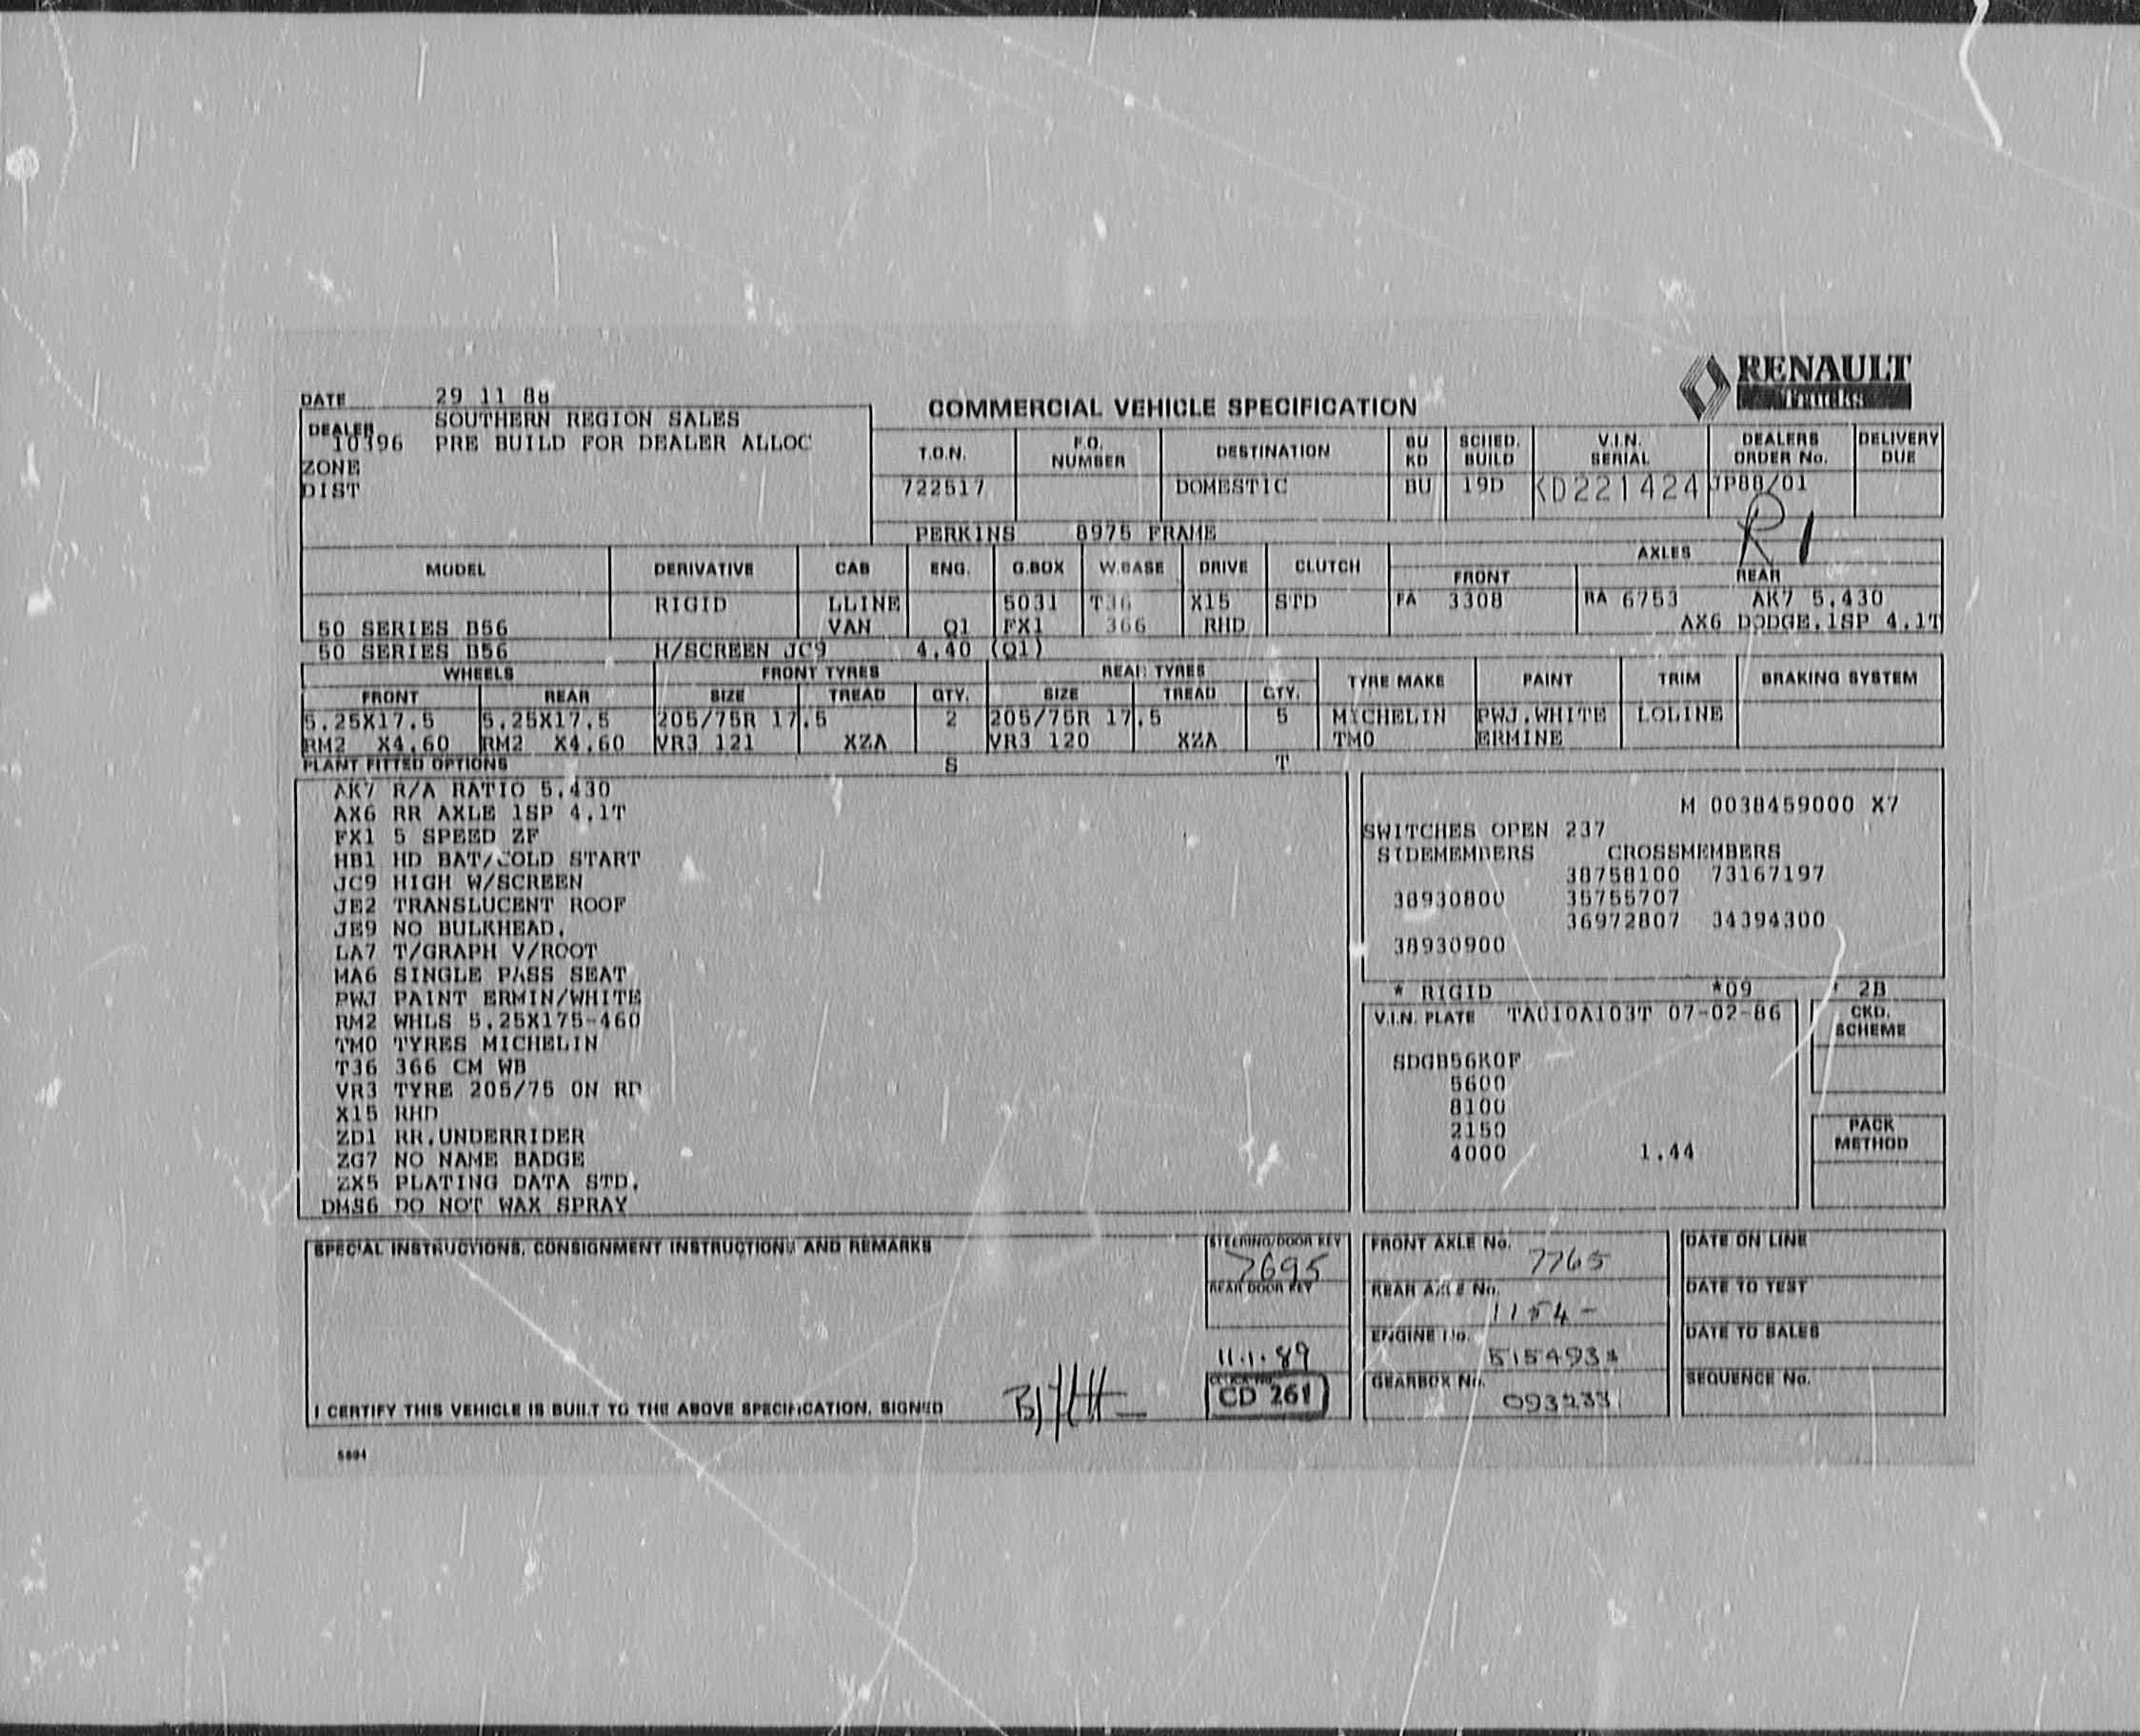 RENAULT
Trucks
DATE 29 11 88
COMMERCIAL VEHICLE SPECIFICATION
DEALER SOUTHERN REGION SALES
10396 PRE BUILD FOR DEALER ALLOC
ZONE
DIST
T.O.N. F.O. NUMBER DESTINATION BU KD SCHED. BUILD V.I.N. SERIAL DEALERS ORDER No. DELIVERY DUE
722517 DOMESTIC BU 19D KD221424 JP88/01
R1
PERKINS 8975 FRAME
MODEL DERIVATIVE CAB ENG. G.BOX W.BASE DRIVE CLUTCH AXLES
FRONT REAR
RIGID LLINE 5031 T36 X15 STD FA 3308 RA 6753 AK7 5.430
50 SERIES B56 VAN Q1 FX1 366 RHD AX6 DODGE.1SP 4.1T
50 SERIES B56 H/SCREEN JC9 4.40 (Q1)
WHEELS FRONT TYRES REAR TYRES TYRE MAKE PAINT TRIM BRAKING SYSTEM
FRONT REAR SIZE TREAD QTY. SIZE TREAD QTY.
5.25X17.5 5.25X17.5 205/75R 17.5 2 205/75R 17.5 5 MICHELIN PWJ.WHITE LOLINE
RM2 X4.60 RM2 X4.60 VR3 121 XZA VR3 120 XZA TM0 ERMINE
PLANT FITTED OPTIONS S T
AK7 R/A RATIO 5.430
AX6 RR AXLE 1SP 4.1T
FX1 5 SPEED ZF
HB1 HD BAT/COLD START
JC9 HIGH W/SCREEN
JE2 TRANSLUCENT ROOF
JE9 NO BULKHEAD.
LA7 T/GRAPH V/ROOT
MA6 SINGLE PASS SEAT
PWJ PAINT ERMIN/WHITE
RM2 WHLS 5.25X175-460
TM0 TYRES MICHELIN
T36 366 CM WB
VR3 TYRE 205/75 ON RD
X15 RHD
ZD1 RR.UNDERRIDER
ZG7 NO NAME BADGE
ZX5 PLATING DATA STD.
DMS6 DO NOT WAX SPRAY
M 0038459000 X7
SWITCHES OPEN 237
SIDEMEMBERS CROSSMEMBERS
38758100 73167197
38930800 35755707
36972807 34394300
38930900
* RIGID *09 2B
V.I.N. PLATE TA010A103T 07-02-86
CKD. SCHEME
SDGB56K0F
5600
8100
2150
4000 1.44
PACK METHOD
SPECIAL INSTRUCTIONS, CONSIGNMENT INSTRUCTIONS AND REMARKS
STEERING/DOOR KEY
7695
REAR DOOR KEY
11.1.89
CD 261
I CERTIFY THIS VEHICLE IS BUILT TO THE ABOVE SPECIFICATION. SIGNED
FRONT AXLE No. 7765
REAR AXLE No. 1154-
ENGINE No.
GEARBOX No. 093233
DATE ON LINE
DATE TO TEST
DATE TO SALES
SEQUENCE No.
5894